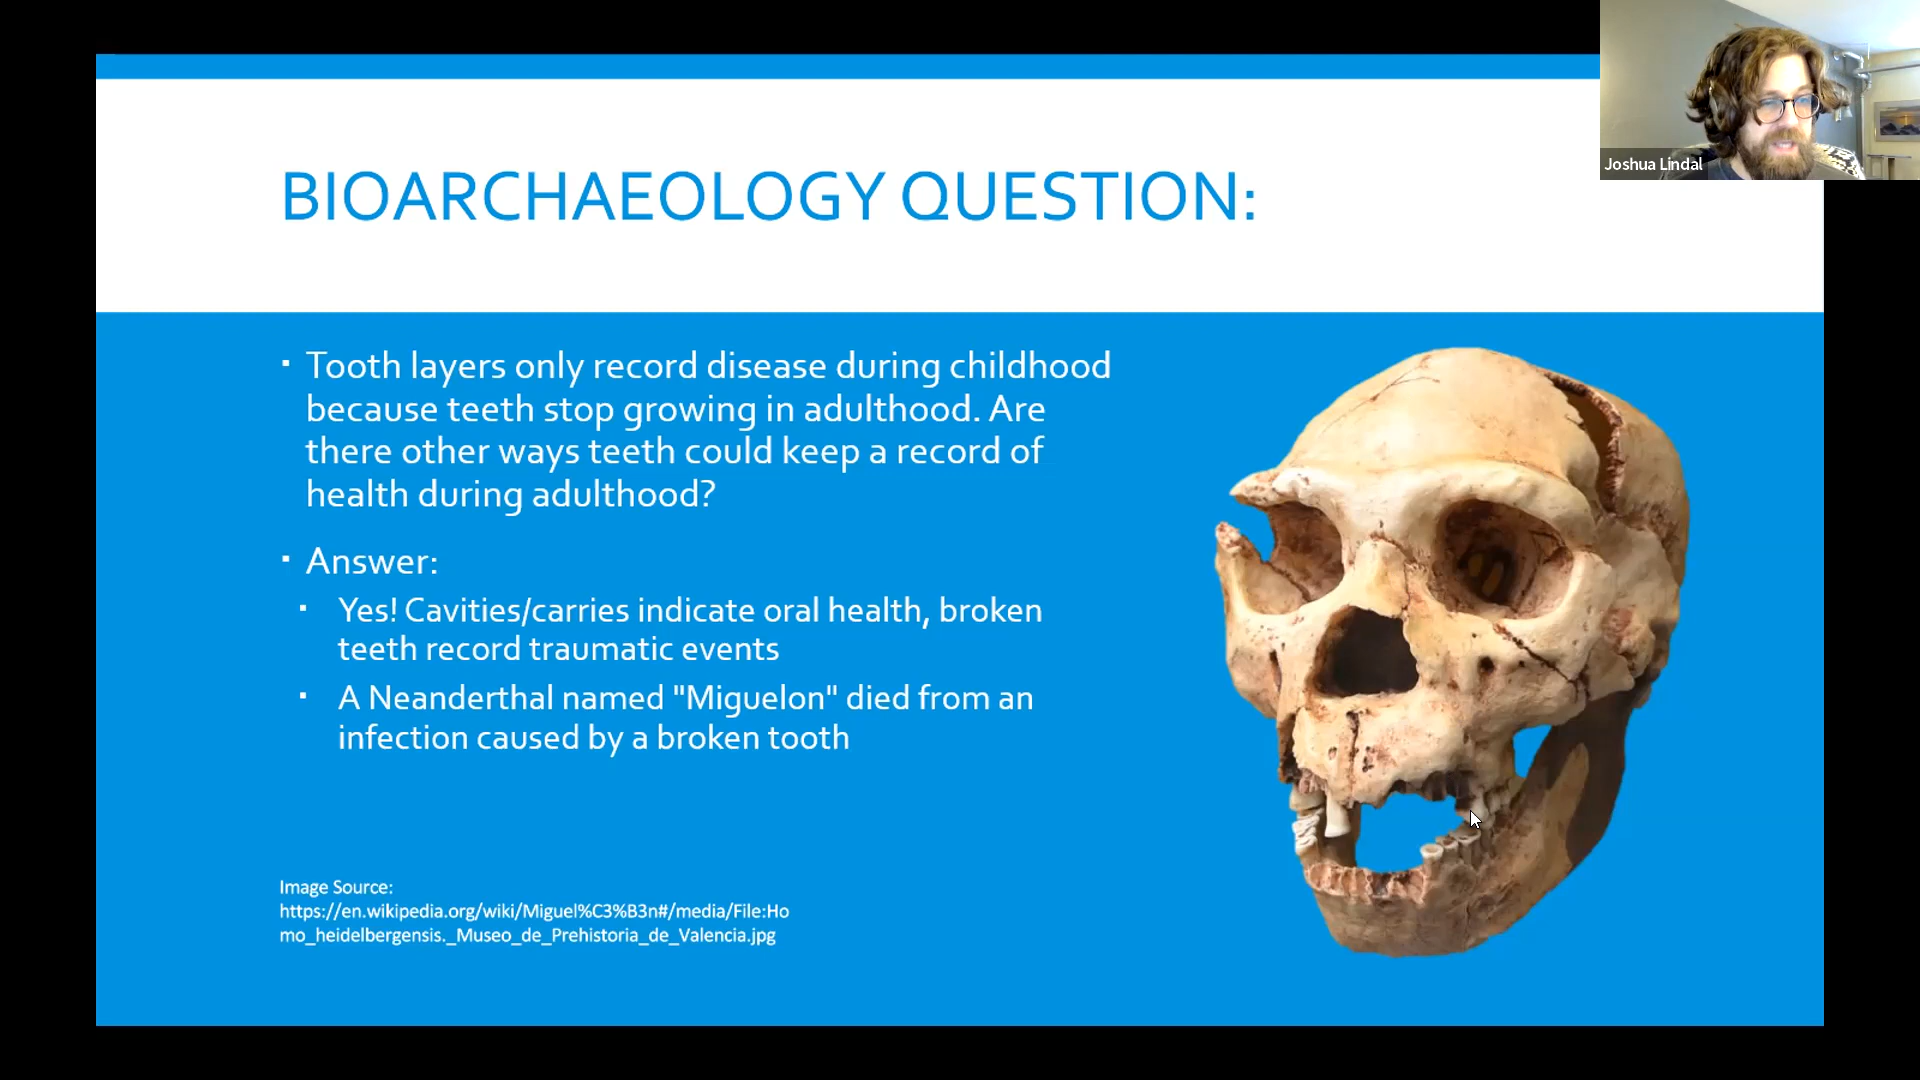 Joshua Lindal
BIOARCHAEOLOGY QUESTION:
Tooth layers only record disease during childhood
because teeth stop growing in adulthood. Are
there other ways teeth could keep a record of
health during adulthood?
Answer:
Yes! Cavities/carries indicate oral health, broken
teeth record traumatic events
A Neanderthal named "Miguelon" died from an
infection caused by a broken tooth
Image Source:
https://en.wikipedia.org/wiki/Miguel%C3%B3n#/media/File:Ho
mo_heidelbergensis._Museo_de_Prehistoria_de_Valencia.jpg